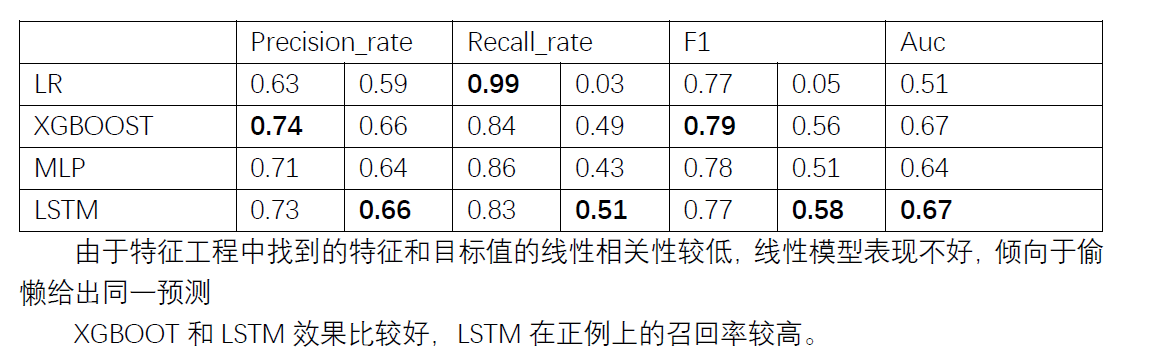 Precision_rate Recall_rate F1 Auc
LR 0.63 0.59 0.99 0.03 0.77 0.05 0.51
XGBOOST 0.74 0.66 0.84 0.49 0.79 0.56 0.67
MLP 0.71 0.64 0.86 0.43 0.78 0.51 0.64
LSTM 0.73 0.66 0.83 0.51 0.77 0.58 0.67
由于特征工程中找到的特征和目标值的线性相关性较低，线性模型表现不好，倾向于偷
懒给出同一预测
XGBOOT 和 LSTM 效果比较好，LSTM 在正例上的召回率较高。